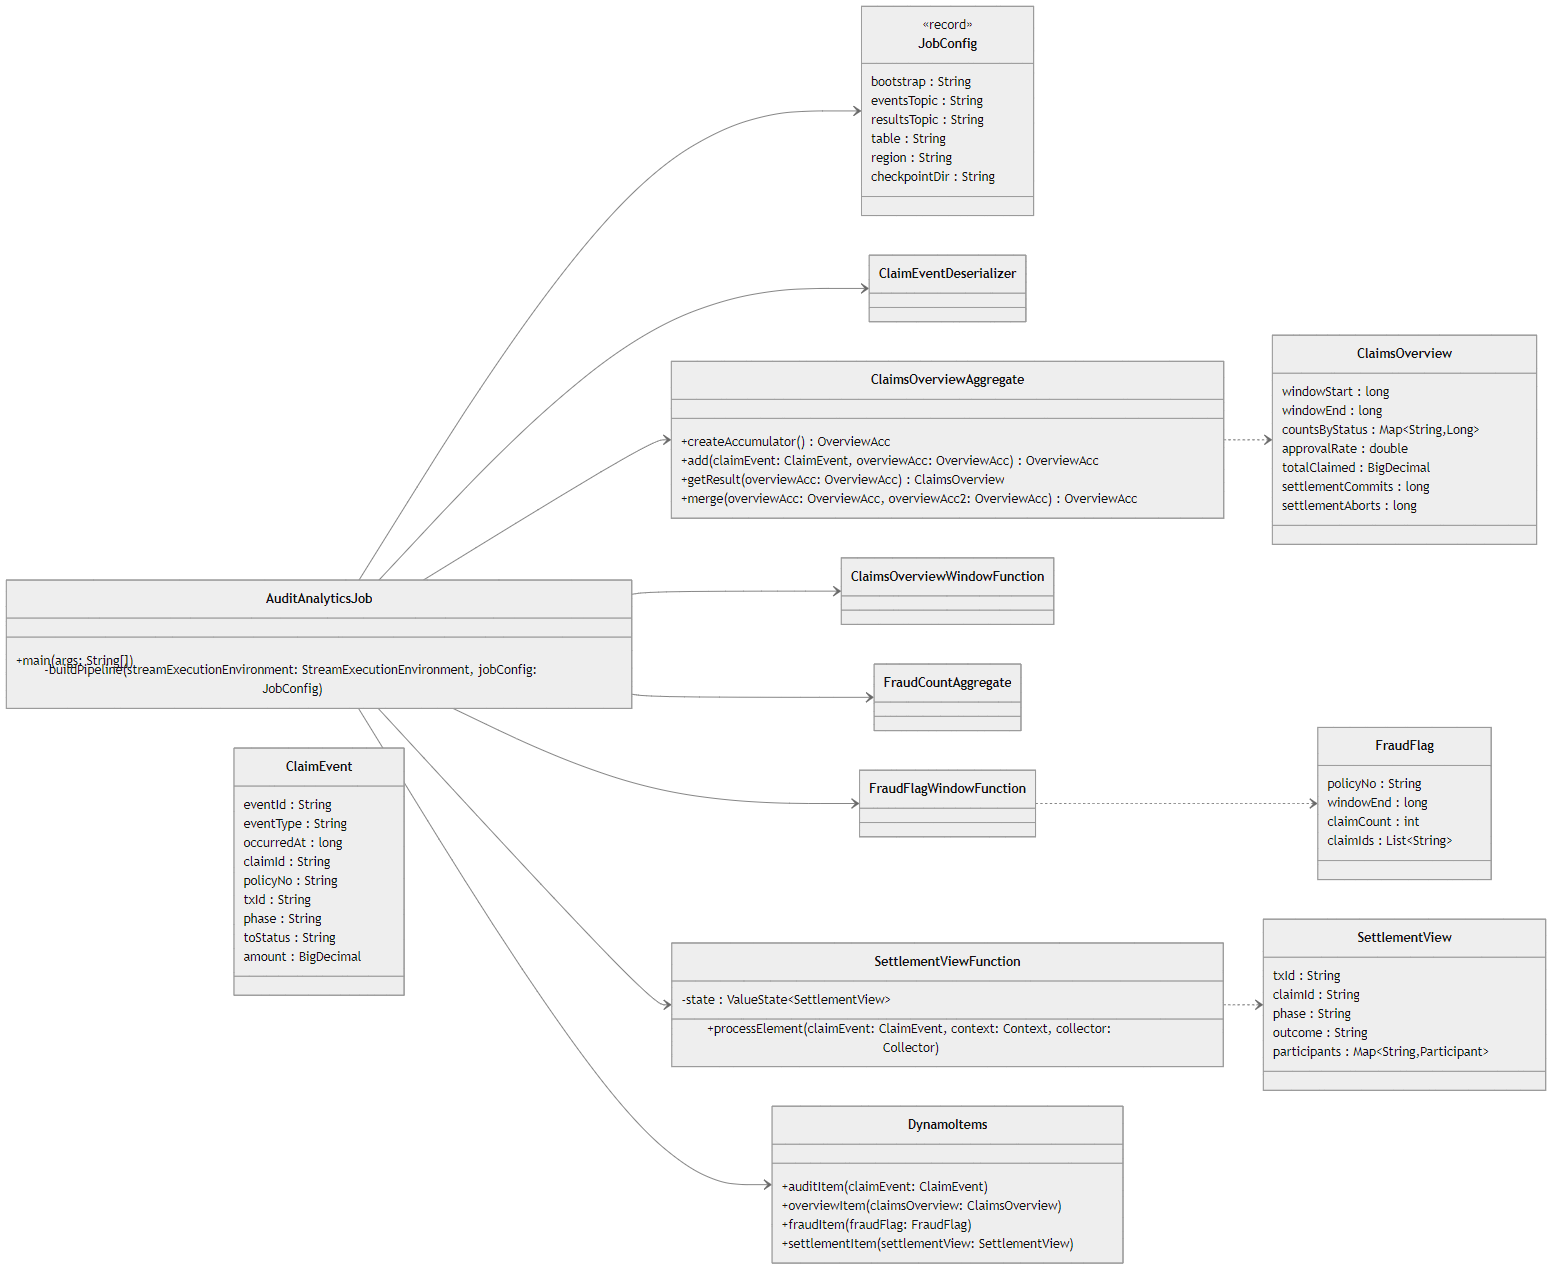 «record»
JobConfig
bootstrap : String
eventsTopic : String
resultsTopic : String
table : String
region : String
checkpointDir : String
ClaimEventDeserializer
ClaimsOverviewAggregate
+createAccumulator() : OverviewAcc
+add(claimEvent: ClaimEvent, overviewAcc: OverviewAcc) : OverviewAcc
+getResult(overviewAcc: OverviewAcc) : ClaimsOverview
+merge(overviewAcc: OverviewAcc, overviewAcc2: OverviewAcc) : OverviewAcc
ClaimsOverview
windowStart : long
windowEnd : long
countsByStatus : Map<String,Long>
approvalRate : double
totalClaimed : BigDecimal
settlementCommits : long
settlementAborts : long
AuditAnalyticsJob
+main(args: String[])
-buildPipeline(streamExecutionEnvironment: StreamExecutionEnvironment, jobConfig:
JobConfig)
ClaimsOverviewWindowFunction
FraudCountAggregate
FraudFlagWindowFunction
FraudFlag
policyNo : String
windowEnd : long
claimCount : int
claimIds : List<String>
ClaimEvent
eventId : String
eventType : String
occurredAt : long
claimId : String
policyNo : String
txId : String
phase : String
toStatus : String
amount : BigDecimal
SettlementViewFunction
-state : ValueState<SettlementView>
+processElement(claimEvent: ClaimEvent, context: Context, collector:
Collector)
SettlementView
txId : String
claimId : String
phase : String
outcome : String
participants : Map<String,Participant>
DynamoItems
+auditItem(claimEvent: ClaimEvent)
+overviewItem(claimsOverview: ClaimsOverview)
+fraudItem(fraudFlag: FraudFlag)
+settlementItem(settlementView: SettlementView)